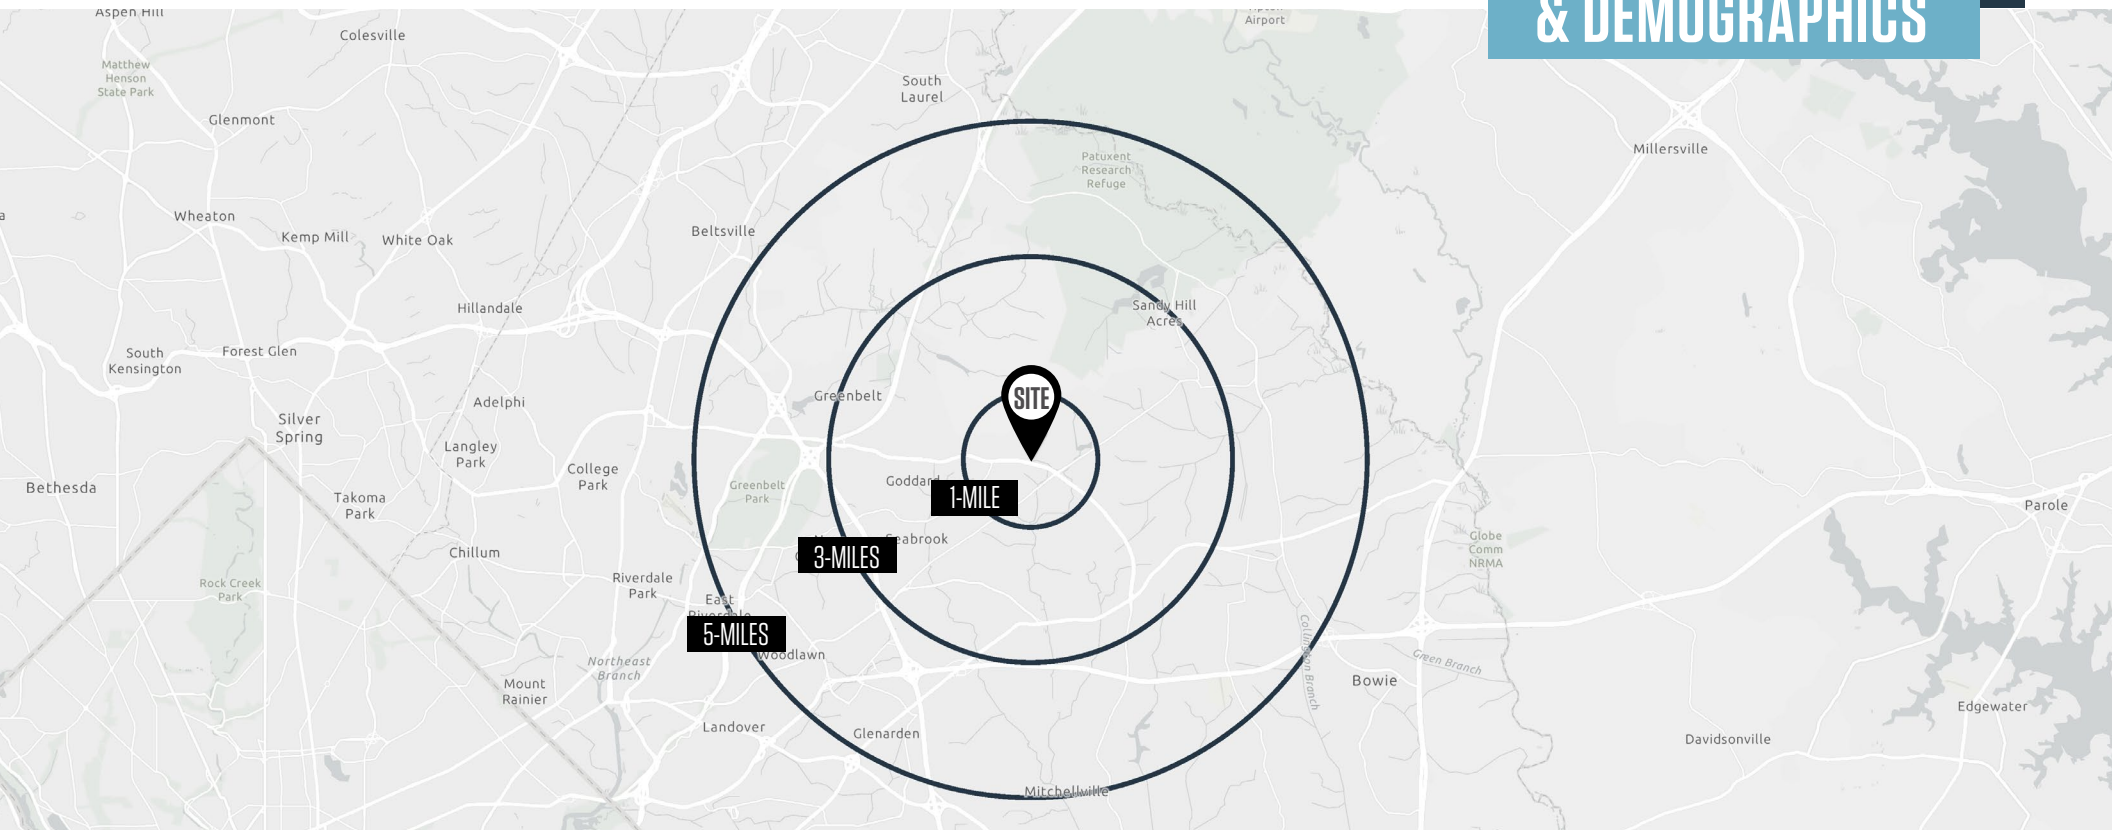 & DEMOGRAPHICS
Aspen Hill
Airport
Colesville
Matthew
Henson
State Park
South
Laurel
Glenmont
Millersville
Patuxent
Research
Refuge
Wheaton
Kemp Mill
White Oak
Beltsville
Hillandale
Sandy Hill
Acres
South
Kensington
Forest Glen
SITE
Greenbelt
Adelphi
Silver
Spring
Langley
Park
College
Park
Bethesda
Goddard
Greenbelt
Park
1-MILE
Takoma
Park
Parole
Globe
Comm
NRMA
Chillum
Seabrook
3-MILES
Rock Creek
Park
Riverdale
Park
East
Riverdale
5-MILES
Woodlawn
Collington Branch
Northeast
Branch
Green Branch
Bowie
Mount
Rainier
Edgewater
Landover
Glenarden
Davidsonville
Mitchellville